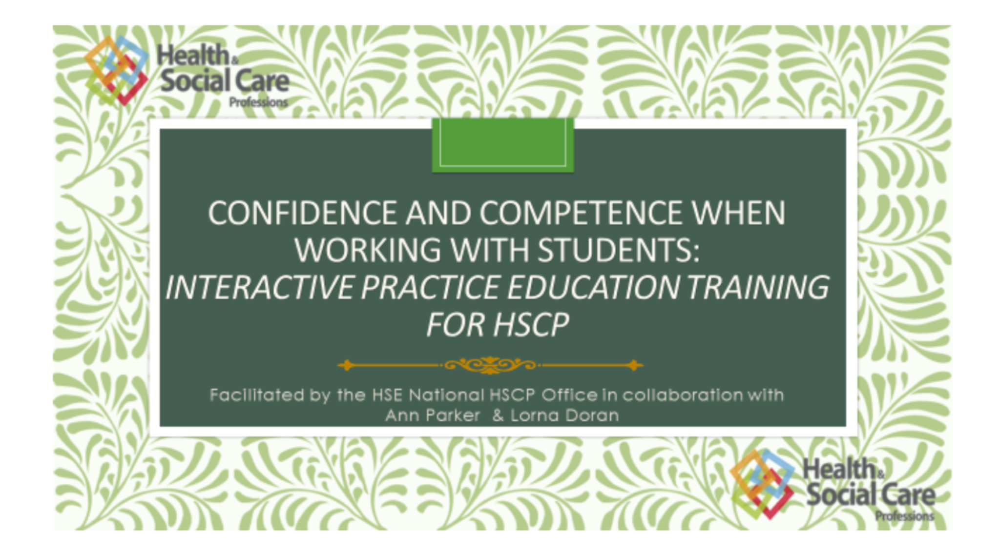 Health &
Social Care
Professions
CONFIDENCE AND COMPETENCE WHEN
WORKING WITH STUDENTS:
INTERACTIVE PRACTICE EDUCATION TRAINING
FOR HSCP
Facilitated by the HSE National HSCP Office in collaboration with
Ann Parker & Lorna Doran
Health &
Social Care
Professions